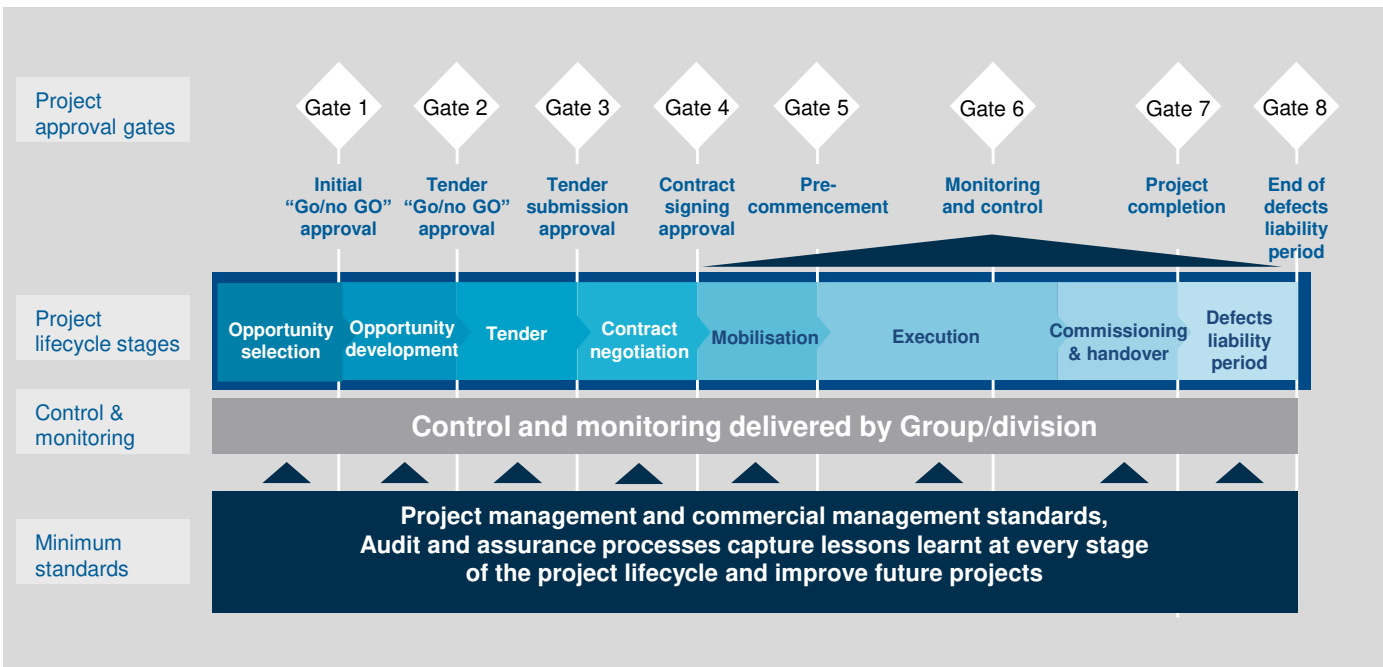 Project
approval gates
Gate 1
Gate 2
Gate 3
Gate 4
Gate 5
Gate 6
Gate 7
Gate 8
Initial
“Go/no GO”
approval
Tender
“Go/no GO”
approval
Tender
submission
approval
Contract
signing
approval
Pre-
commencement
Monitoring
and control
Project
completion
End of
defects
liability
period
Project
lifecycle stages
Opportunity
selection
Opportunity
development
Tender
Contract
negotiation
Mobilisation
Execution
Commissioning
& handover
Defects
liability
period
Control &
monitoring
Control and monitoring delivered by Group/division
Minimum
standards
Project management and commercial management standards,
Audit and assurance processes capture lessons learnt at every stage
of the project lifecycle and improve future projects